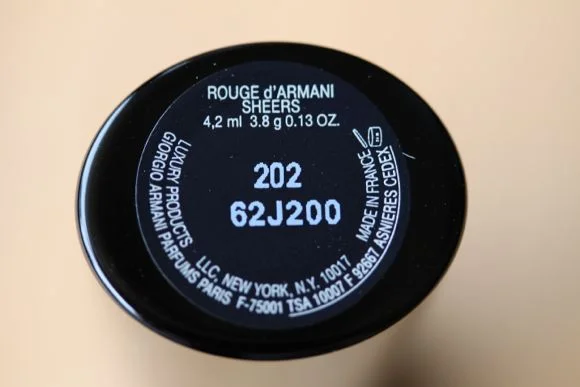 ROUGE d'ARMANI
SHEERS
4,2 ml 3.8 g 0.13 OZ.
202
62J200
LUXURY PRODUCTS LLC. NEW YORK, N.Y. 10017 MADE IN FRANCE
GIORGIO ARMANI PARFUMS PARIS F-75001 TSA 10007 F 92667 ASNIERES CEDEX